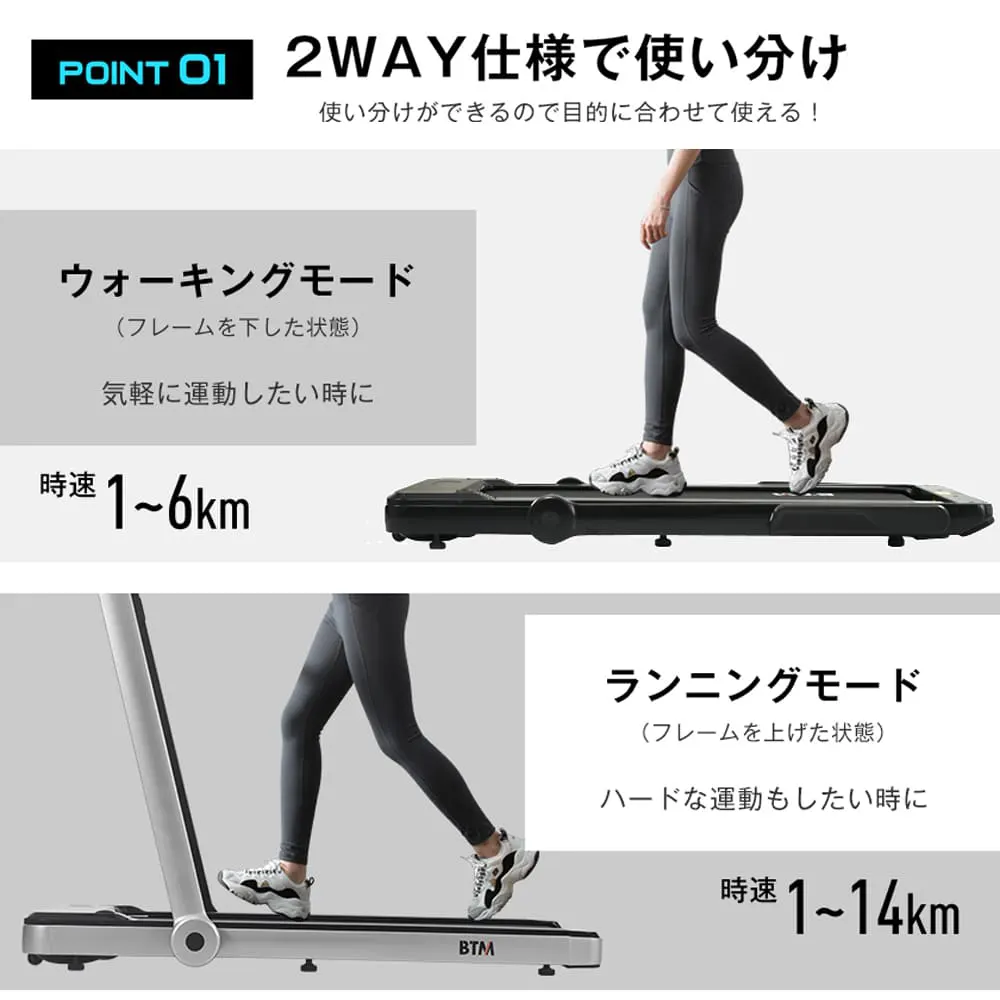 POINT 01
2WAY仕様で使い分け
使い分けができるので目的に合わせて使える！
ウォーキングモード
（フレームを下した状態）
気軽に運動したい時に
時速 1~6km
BTM
ランニングモード
（フレームを上げた状態）
ハードな運動もしたい時に
時速 1~14km
BTM